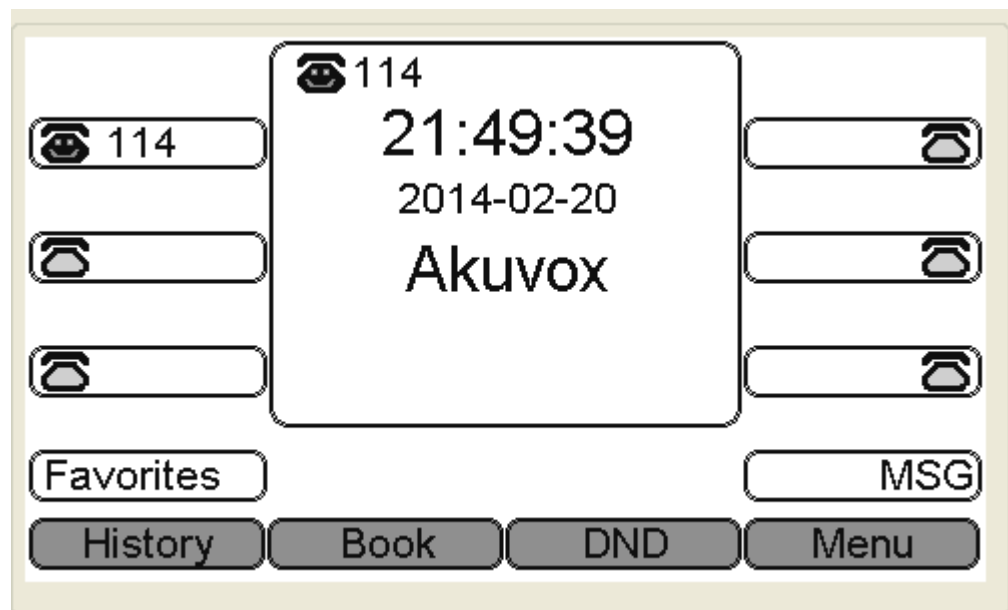 114
114
21:49:39
2014-02-20
Akuvox
Favorites
MSG
History Book DND Menu